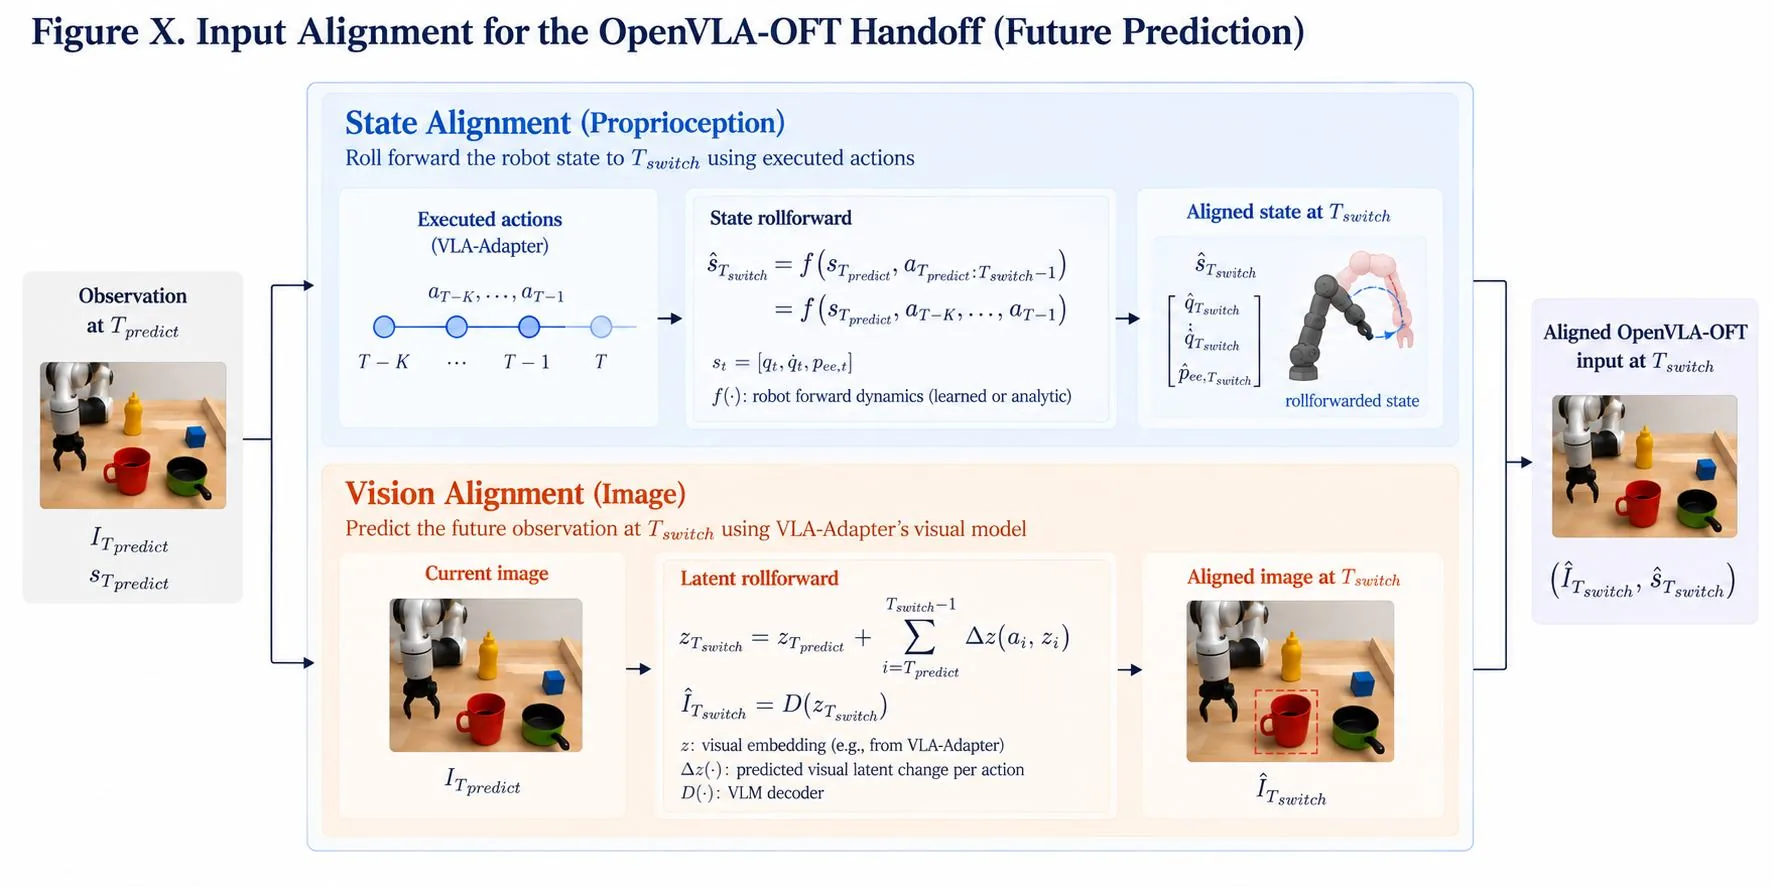 Figure X. Input Alignment for the OpenVLA-OFT Handoff (Future Prediction)
Observation
at T_predict
I_{T_predict}
s_{T_predict}
State Alignment (Proprioception)
Roll forward the robot state to T_switch using executed actions
Executed actions
(VLA-Adapter)
a_{T−K}, …, a_{T−1}
T − K … T − 1 T
State rollforward
ŝ_{T_switch} = f(s_{T_predict}, a_{T_predict:T_switch−1})
= f(s_{T_predict}, a_{T−K}, …, a_{T−1})
s_t = [q_t, q̇_t, p_{ee,t}]
f(·): robot forward dynamics (learned or analytic)
Aligned state at T_switch
ŝ_{T_switch}
q̂_{T_switch}
q̇̂_{T_switch}
p̂_{ee,T_switch}
rollforwarded state
Vision Alignment (Image)
Predict the future observation at T_switch using VLA-Adapter's visual model
Current image
I_{T_predict}
Latent rollforward
z_{T_switch} = z_{T_predict} + ∑_{i=T_predict}^{T_switch−1} Δz(a_i, z_i)
Î_{T_switch} = D(z_{T_switch})
z: visual embedding (e.g., from VLA-Adapter)
Δz(·): predicted visual latent change per action
D(·): VLM decoder
Aligned image at T_switch
Î_{T_switch}
Aligned OpenVLA-OFT
input at T_switch
(Î_{T_switch}, ŝ_{T_switch})